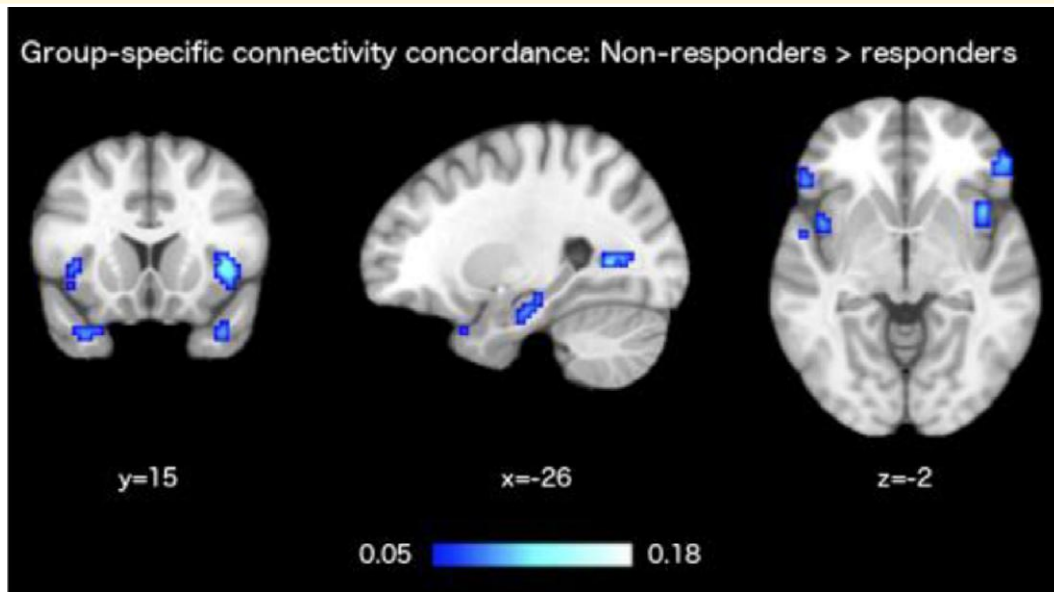 Group-specific connectivity concordance: Non-responders > responders
y=15
x=-26
z=-2
0.05
0.18